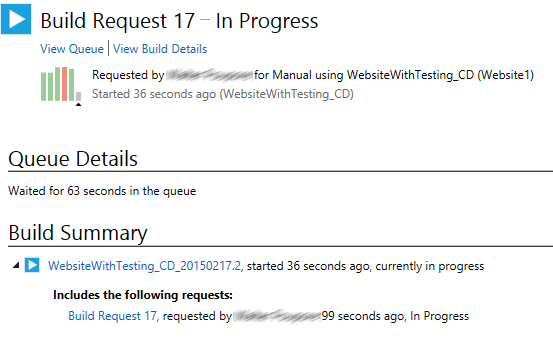 Build Request 17 – In Progress
View Queue | View Build Details
Requested by for Manual using WebsiteWithTesting_CD (Website1)
Started 36 seconds ago (WebsiteWithTesting_CD)
Queue Details
Waited for 63 seconds in the queue
Build Summary
WebsiteWithTesting_CD_20150217.2, started 36 seconds ago, currently in progress
Includes the following requests:
Build Request 17, requested by 99 seconds ago, In Progress